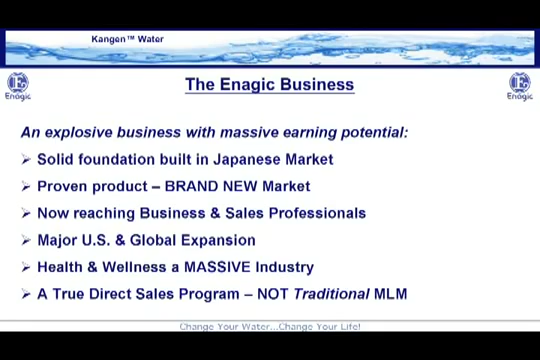 Kangen™ Water
The Enagic Business
Enagic
Enagic
An explosive business with massive earning potential:
➢ Solid foundation built in Japanese Market
➢ Proven product – BRAND NEW Market
➢ Now reaching Business & Sales Professionals
➢ Major U.S. & Global Expansion
➢ Health & Wellness a MASSIVE Industry
➢ A True Direct Sales Program – NOT Traditional MLM
Change Your Water...Change Your Life!